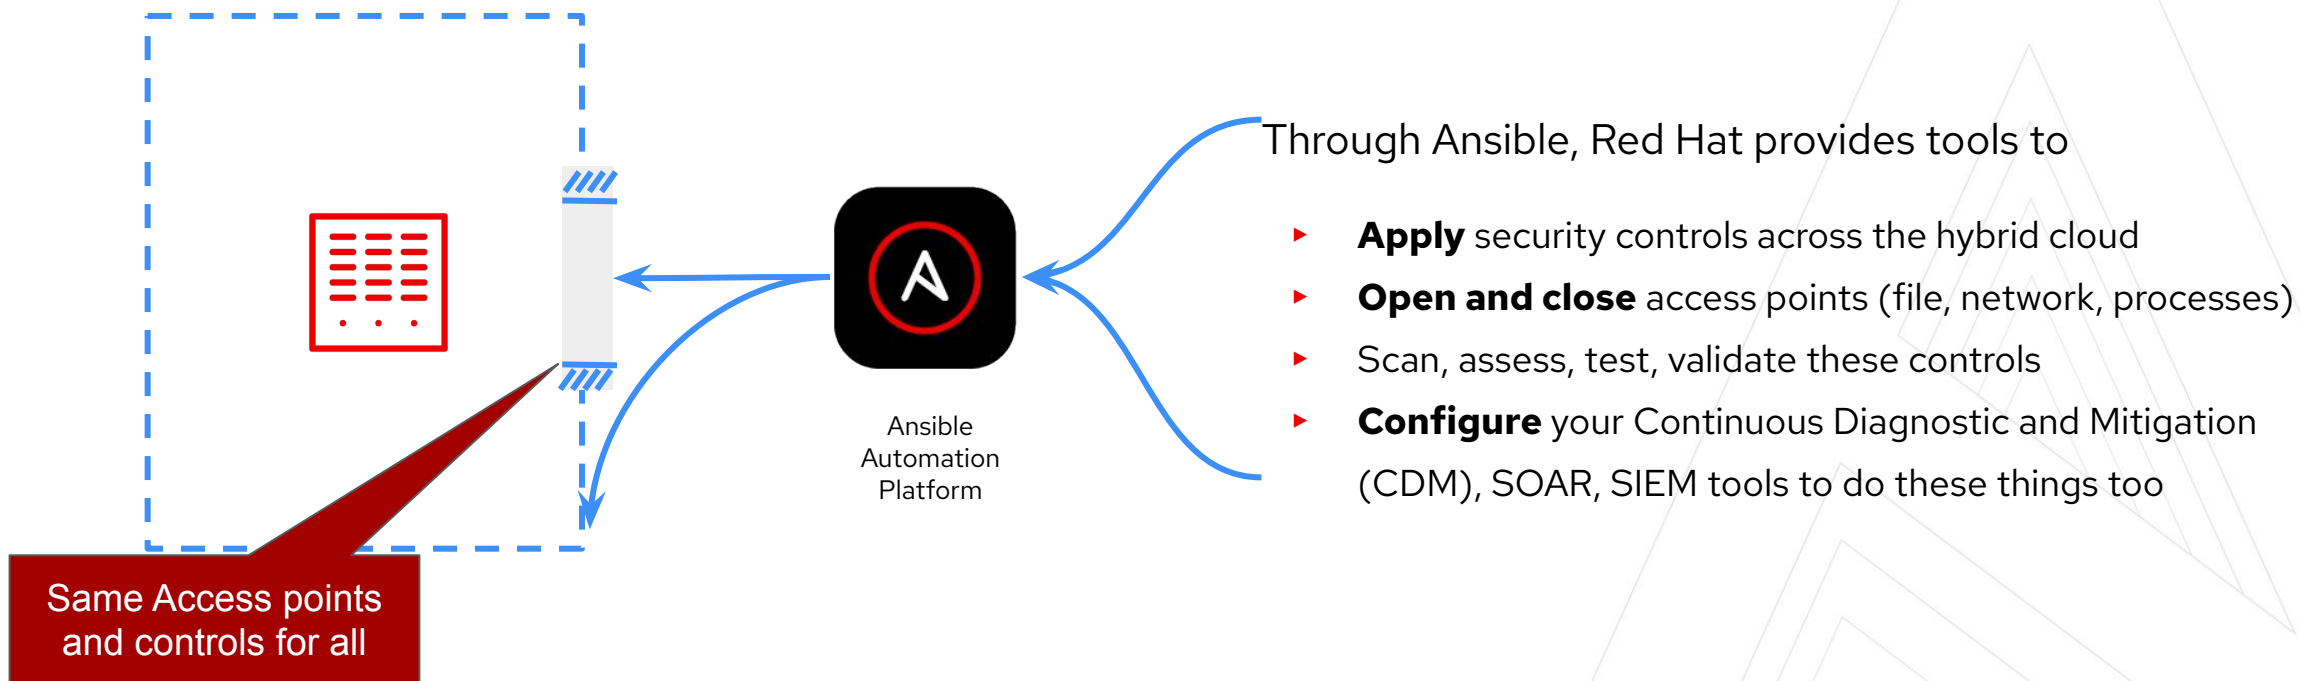 Through Ansible, Red Hat provides tools to
▸ Apply security controls across the hybrid cloud
▸ Open and close access points (file, network, processes)
▸ Scan, assess, test, validate these controls
▸ Configure your Continuous Diagnostic and Mitigation
(CDM), SOAR, SIEM tools to do these things too
Ansible
Automation
Platform
Same Access points
and controls for all